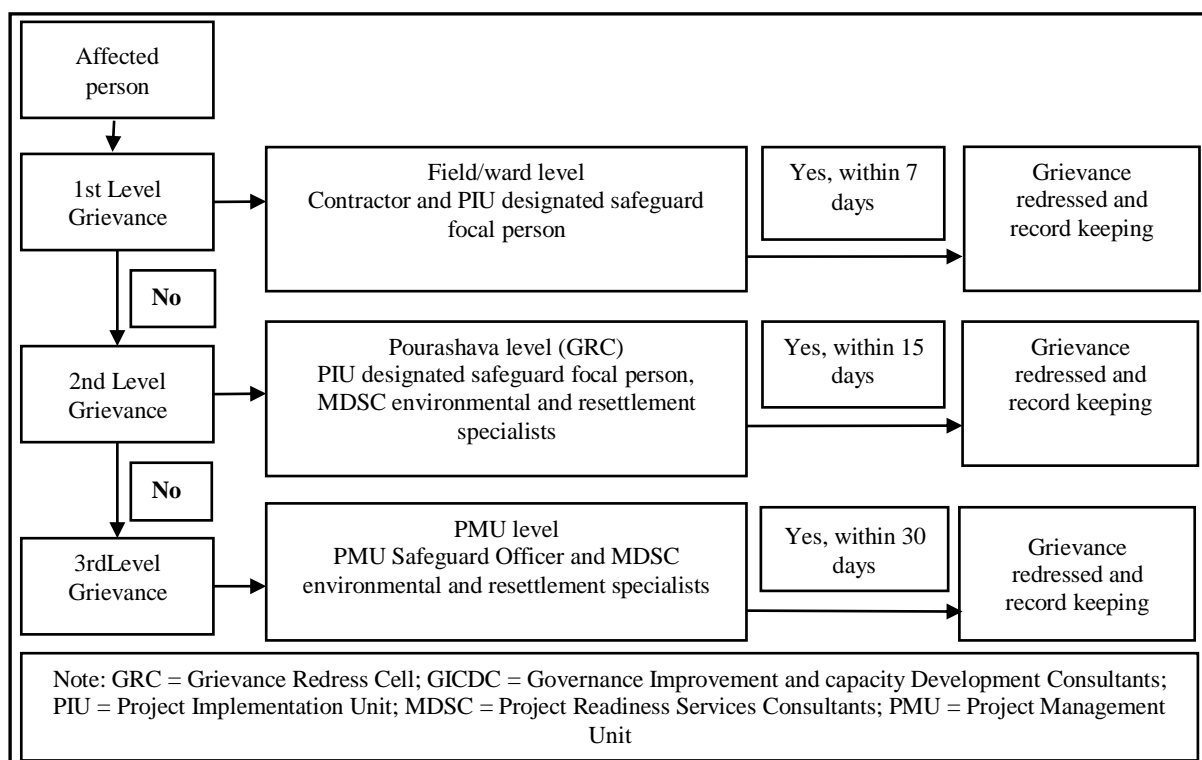 Affected
person
1st Level
Grievance
Field/ward level
Contractor and PIU designated safeguard
focal person
Yes, within 7
days
Grievance
redressed and
record keeping
No
2nd Level
Grievance
Pourashava level (GRC)
PIU designated safeguard focal person,
MDSC environmental and resettlement
specialists
Yes, within 15
days
Grievance
redressed and
record keeping
No
3rdLevel
Grievance
PMU level
PMU Safeguard Officer and MDSC
environmental and resettlement specialists
Yes, within 30
days
Grievance
redressed and
record keeping
Note: GRC = Grievance Redress Cell; GICDC = Governance Improvement and capacity Development Consultants;
PIU = Project Implementation Unit; MDSC = Project Readiness Services Consultants; PMU = Project Management
Unit